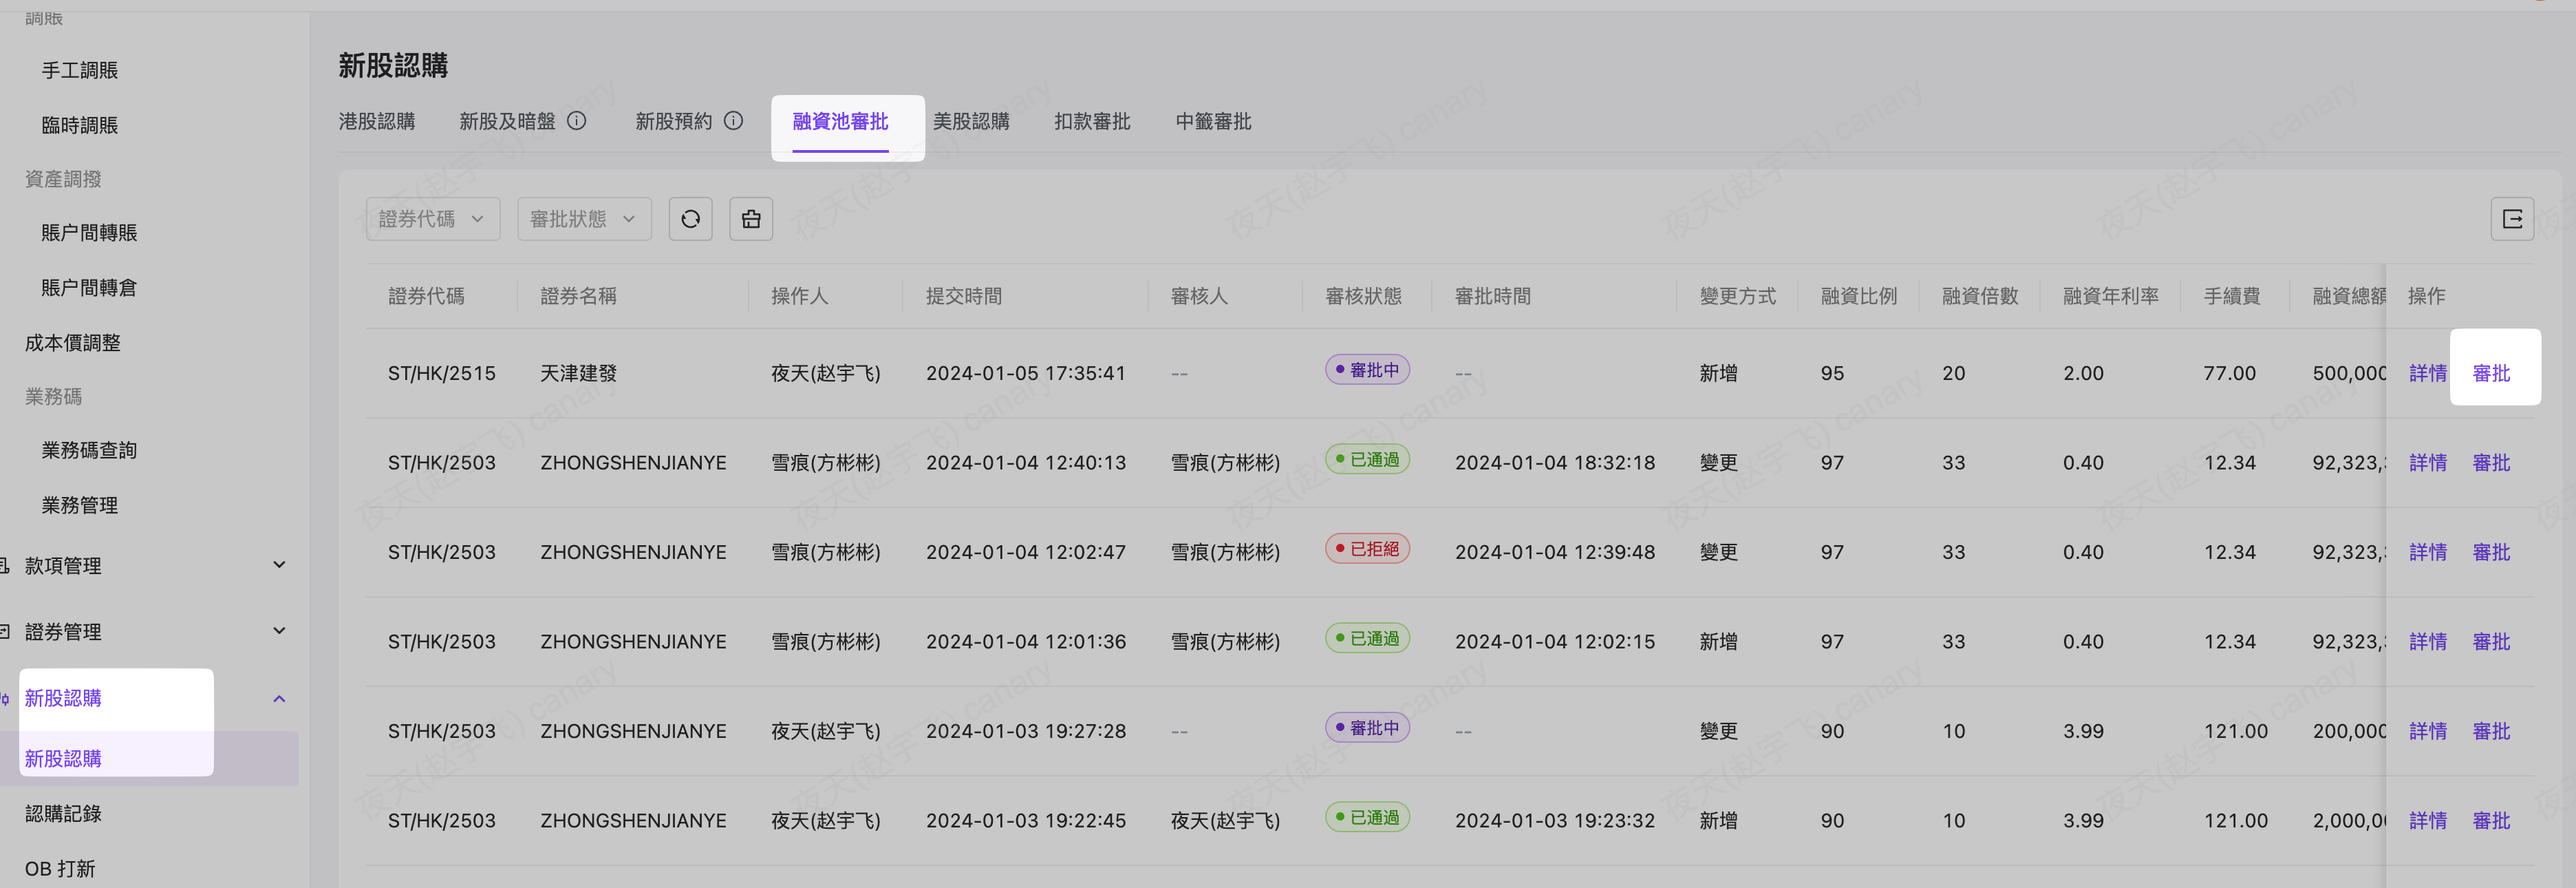 調賬
手工調賬
臨時調賬
資產調撥
賬户間轉賬
賬户間轉倉
成本價調整
業務碼
業務碼查詢
業務管理
款項管理
證券管理
新股認購
新股認購
認購記錄
OB 打新
新股認購
港股認購 新股及暗盤 新股預約 融資池審批 美股認購 扣款審批 中籤審批
證券代碼 審批狀態
證券代碼 證券名稱 操作人 提交時間 審核人 審核狀態 審批時間 變更方式 融資比例 融資倍數 融資年利率 手續費 融資總額 操作
ST/HK/2515 天津建發 夜天(赵宇飞) 2024-01-05 17:35:41 -- 審批中 -- 新增 95 20 2.00 77.00 500,000 詳情 審批
ST/HK/2503 ZHONGSHENJIANYE 雪痕(方彬彬) 2024-01-04 12:40:13 雪痕(方彬彬) 已通過 2024-01-04 18:32:18 變更 97 33 0.40 12.34 92,323, 詳情 審批
ST/HK/2503 ZHONGSHENJIANYE 雪痕(方彬彬) 2024-01-04 12:02:47 雪痕(方彬彬) 已拒絕 2024-01-04 12:39:48 變更 97 33 0.40 12.34 92,323, 詳情 審批
ST/HK/2503 ZHONGSHENJIANYE 雪痕(方彬彬) 2024-01-04 12:01:36 雪痕(方彬彬) 已通過 2024-01-04 12:02:15 新增 97 33 0.40 12.34 92,323, 詳情 審批
ST/HK/2503 ZHONGSHENJIANYE 夜天(赵宇飞) 2024-01-03 19:27:28 -- 審批中 -- 變更 90 10 3.99 121.00 200,000 詳情 審批
ST/HK/2503 ZHONGSHENJIANYE 夜天(赵宇飞) 2024-01-03 19:22:45 夜天(赵宇飞) 已通過 2024-01-03 19:23:32 新增 90 10 3.99 121.00 2,000,0 詳情 審批
夜天(赵宇飞) canary